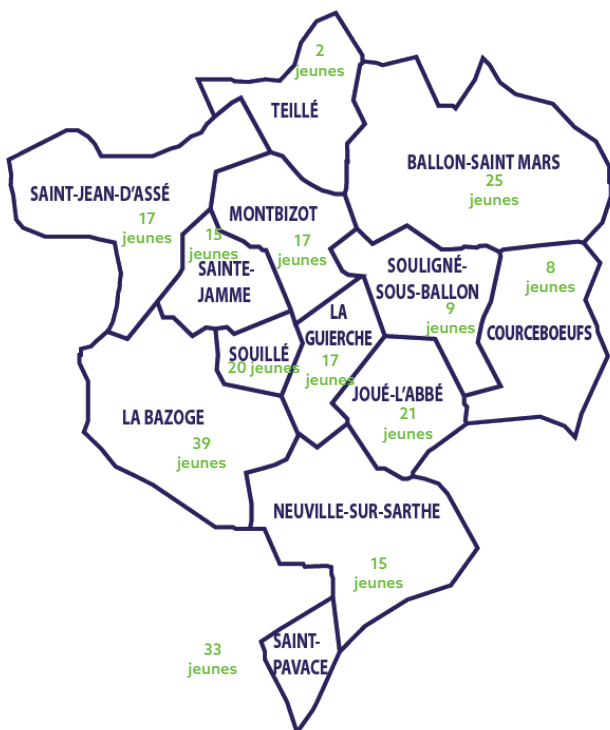 2
jeunes
TEILLÉ
BALLON-SAINT MARS
25
jeunes
SAINT-JEAN-D'ASSÉ
17
jeunes
MONTBIZOT
17
jeunes
15
jeunes
SAINTE-
JAMME
SOULIGNÉ-
SOUS-BALLON
9
jeunes
8
jeunes
COURCEBOEUFS
LA
GUIERCHE
17
jeunes
SOUILLÉ
20 jeunes
JOUÉ-L'ABBÉ
21
jeunes
LA BAZOGE
39
jeunes
NEUVILLE-SUR-SARTHE
15
jeunes
33
jeunes
SAINT-
PAVACE